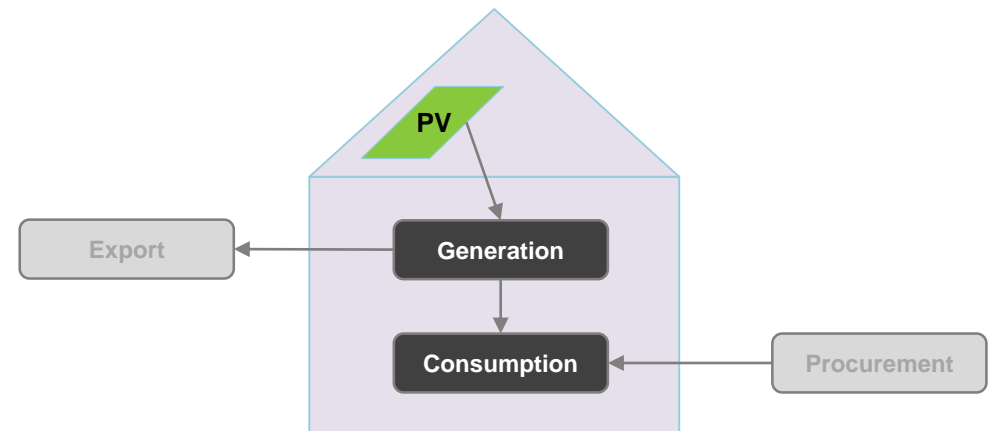 PV
Export
Generation
Consumption
Procurement